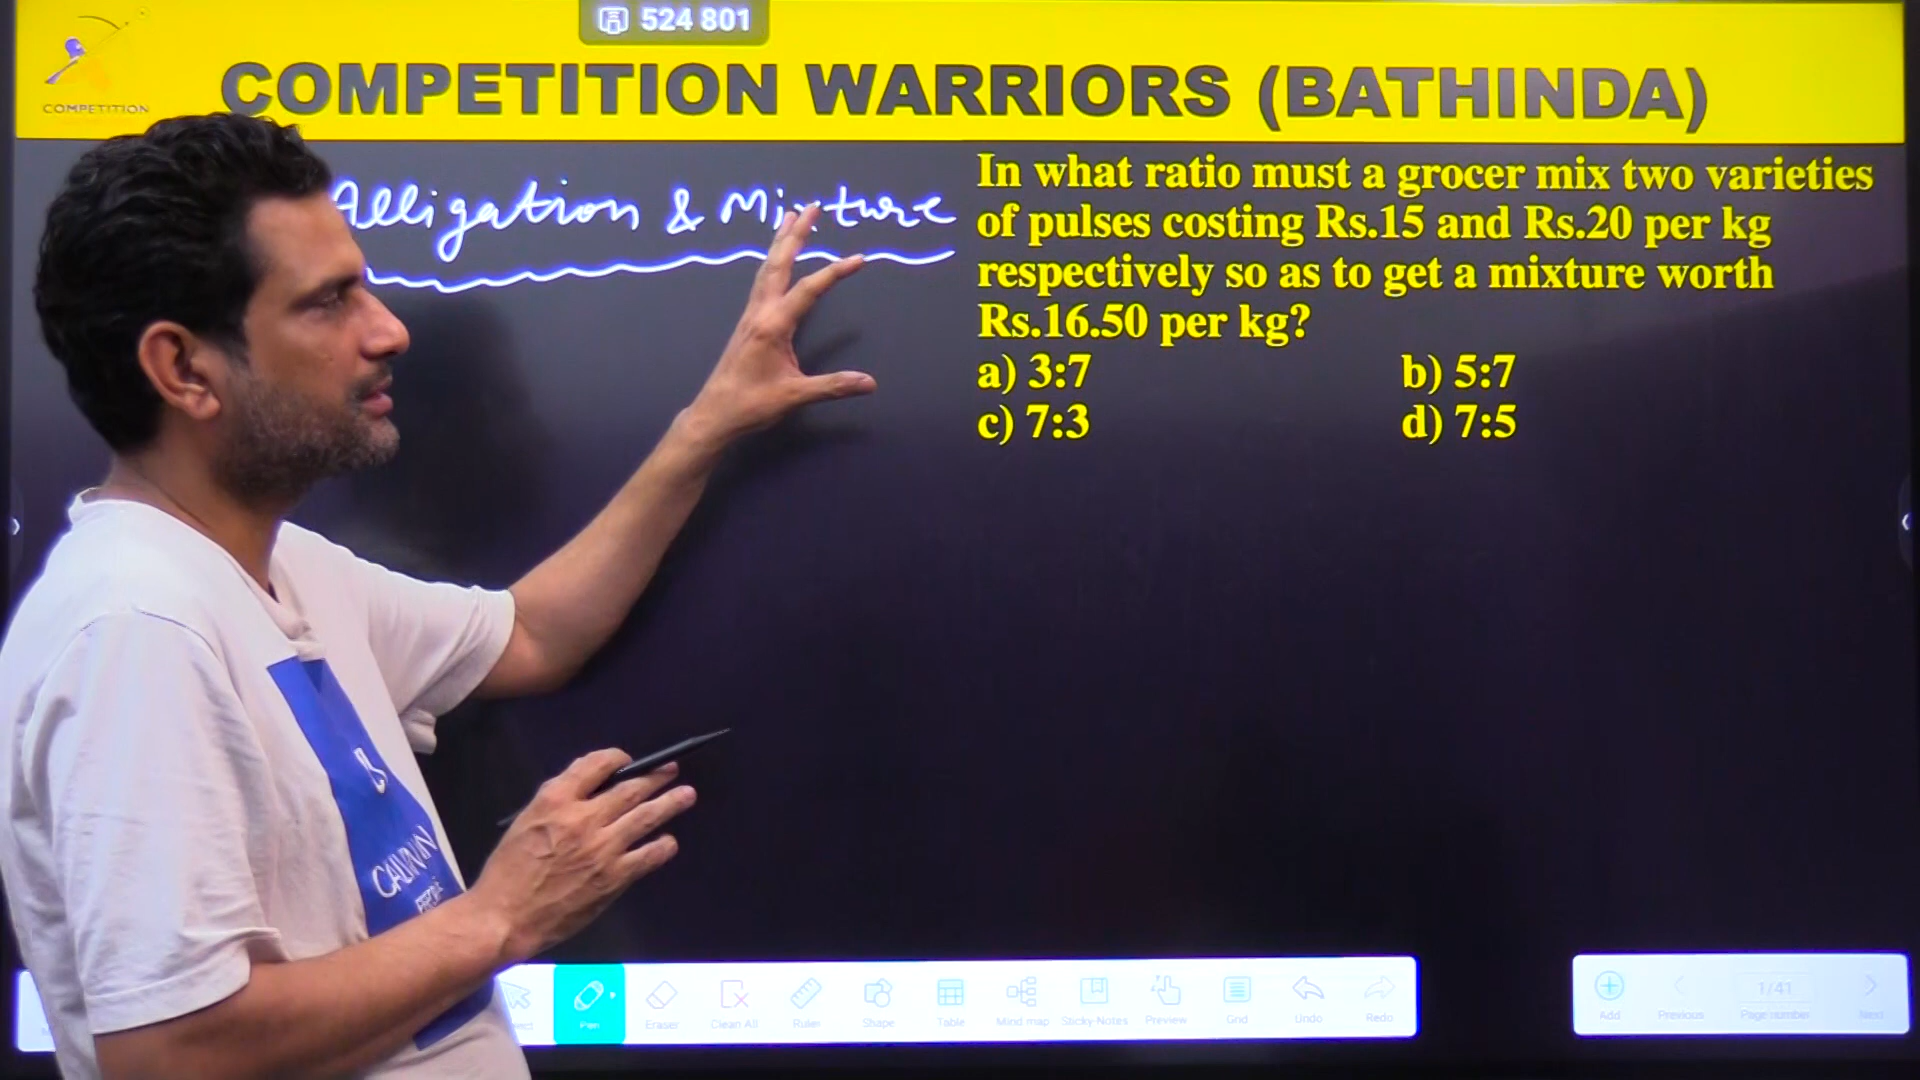 524 801
COMPETITION
COMPETITION WARRIORS (BATHINDA)
Alligation & Mixture
In what ratio must a grocer mix two varieties
of pulses costing Rs.15 and Rs.20 per kg
respectively so as to get a mixture worth
Rs.16.50 per kg?
a) 3:7 b) 5:7
c) 7:3 d) 7:5
CALVIN
Pen Eraser Clean All Ruler Shape Table Mind map Sticky Notes Preview Grid Undo Redo
1/41
Add Previous Page number Next